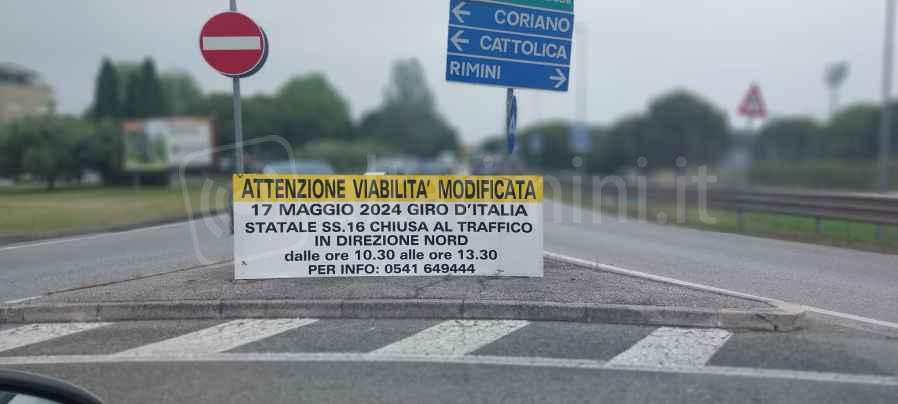 CORIANO
CATTOLICA
RIMINI
ATTENZIONE VIABILITA' MODIFICATA
17 MAGGIO 2024 GIRO D'ITALIA
STATALE SS.16 CHIUSA AL TRAFFICO
IN DIREZIONE NORD
dalle ore 10.30 alle ore 13.30
PER INFO: 0541 649444